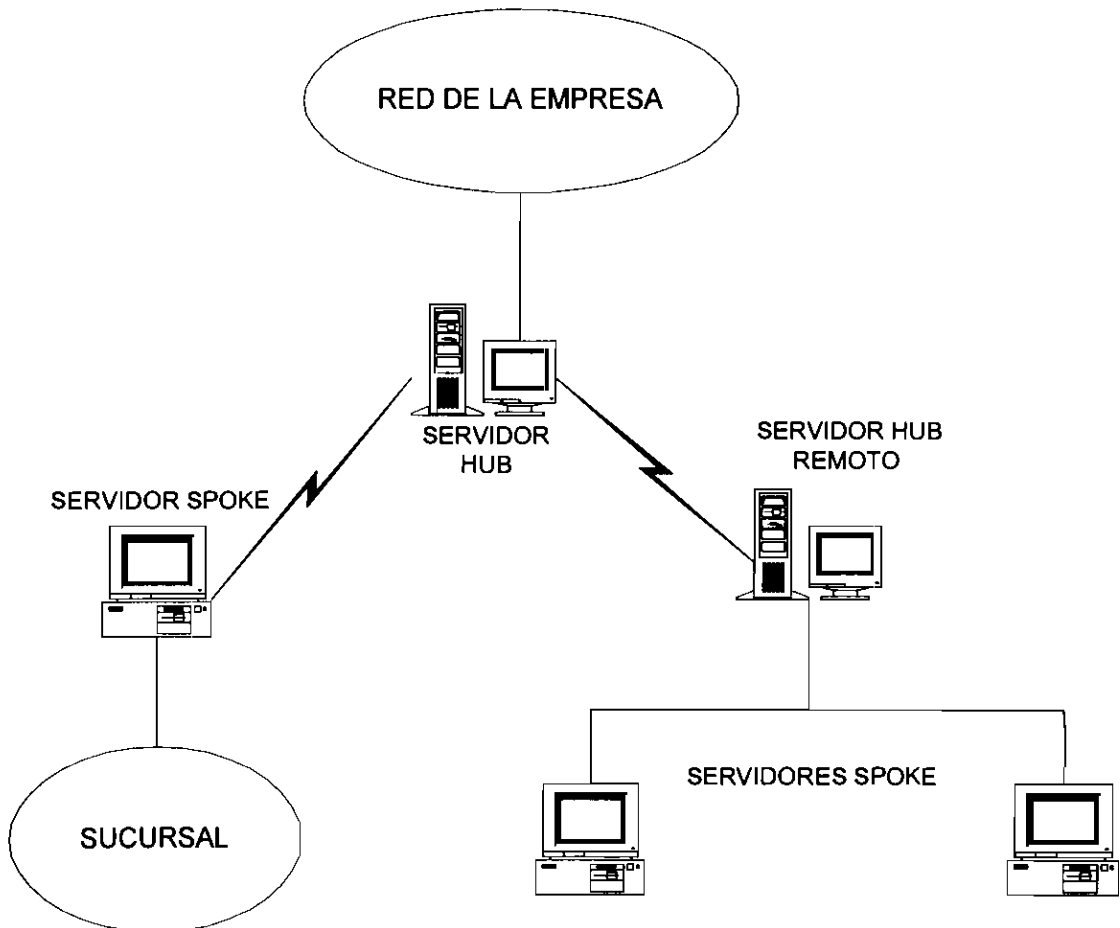 RED DE LA EMPRESA
SERVIDOR
HUB
SERVIDOR HUB
REMOTO
SERVIDOR SPOKE
SERVIDORES SPOKE
SUCURSAL